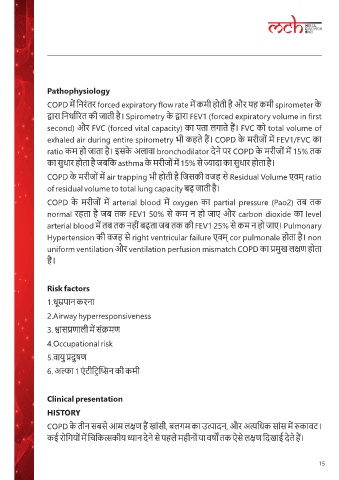 mch
Pathophysiology
COPD में निरंतर forced expiratory flow rate में कमी होती है और यह कमी spirometer के
द्वारा निर्धारित की जाती है। Spirometry के द्वारा FEV1 (forced expiratory volume in first
second) और FVC (forced vital capacity) का पता लगाते हैं। FVC को total volume of
exhaled air during entire spirometry भी कहते हैं। COPD के मरीजों में FEV1/FVC का
ratio कम हो जाता है। इसके अलावा bronchodilator देने पर COPD के मरीजों में 15% तक
का सुधार होता है जबकि asthma के मरीजों में 15% से ज्यादा का सुधार होता है।
COPD के मरीजों में air trapping भी होती है जिसकी वजह से Residual Volume एवम् ratio
of residual volume to total lung capacity बढ़ जाती है।
COPD के मरीजों में arterial blood में oxygen का partial pressure (Pao2) तब तक
normal रहता है जब तक FEV1 50% से कम न हो जाए और carbon dioxide का level
arterial blood में तब तक नहीं बढ़ता जब तक की FEV1 25% से कम न हो जाए। Pulmonary
Hypertension की वजह से right ventricular failure एवम् cor pulmonale होता है। non
uniform ventilation और ventilation perfusion mismatch COPD का प्रमुख लक्षण होता
है।
Risk factors
1.धूम्रपान करना
2.Airway hyperresponsiveness
3. श्वासप्रणाली में संक्रमण
4.Occupational risk
5.वायु प्रदुषण
6. अल्फा 1 एंटीट्रिप्सिन की कमी
Clinical presentation
HISTORY
COPD के तीन सबसे आम लक्षण हैं खांसी, बलगम का उत्पादन, और अत्यधिक सांस में रुकावट।
कई रोगियों में चिकित्सकीय ध्यान देने से पहले महीनों या वर्षों तक ऐसे लक्षण दिखाई देते हैं।
15